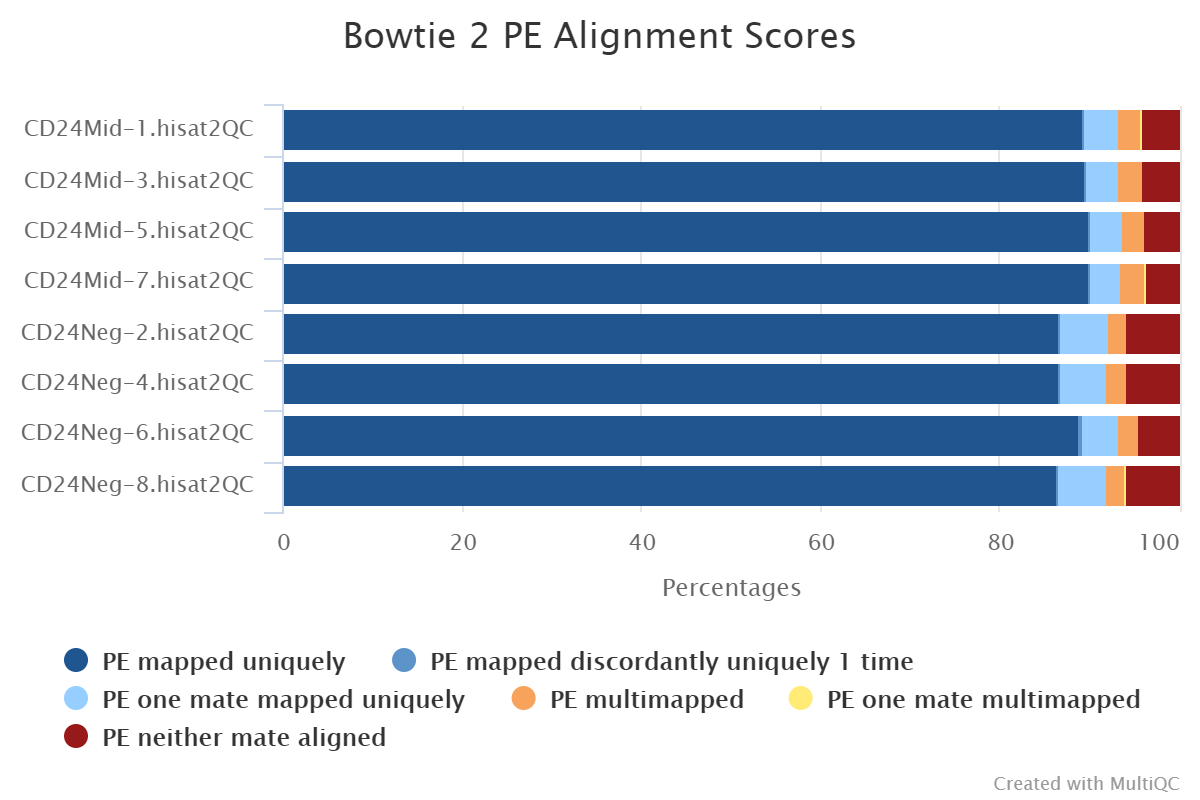 Bowtie 2 PE Alignment Scores
CD24Mid-1.hisat2QC
CD24Mid-3.hisat2QC
CD24Mid-5.hisat2QC
CD24Mid-7.hisat2QC
CD24Neg-2.hisat2QC
CD24Neg-4.hisat2QC
CD24Neg-6.hisat2QC
CD24Neg-8.hisat2QC
0 20 40 60 80 100
Percentages
PE mapped uniquely PE mapped discordantly uniquely 1 time
PE one mate mapped uniquely PE multimapped PE one mate multimapped
PE neither mate aligned
Created with MultiQC